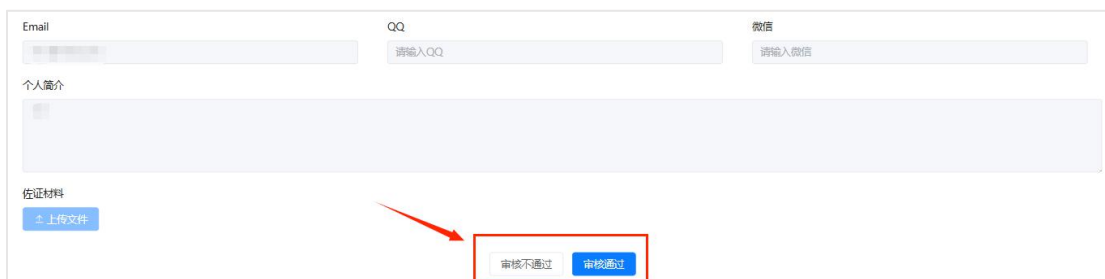 Email QQ 微信
请输入QQ 请输入微信
个人简介
佐证材料
上传文件
审核不通过 审核通过